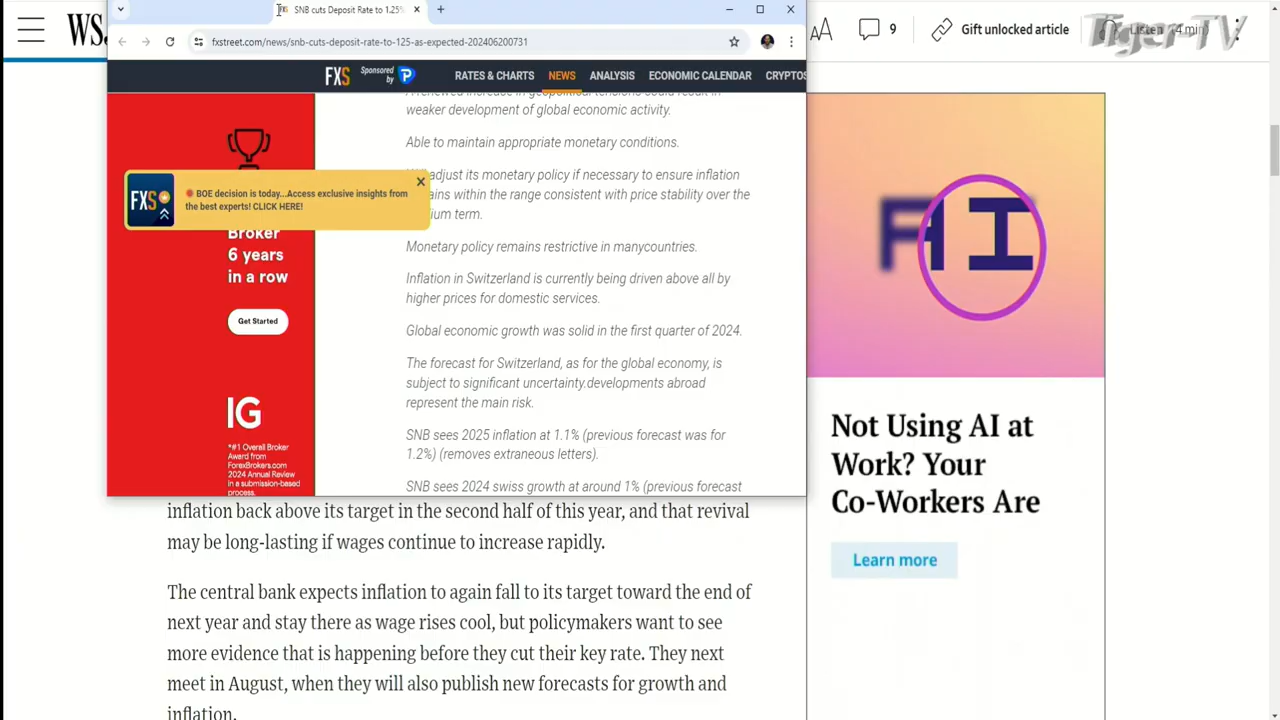 WS
SNB cuts Deposit Rate to 1.25%
9
Gift unlocked article
Listen (4 min)
Tiger-TV
fxstreet.com/news/snb-cuts-deposit-rate-to-125-as-expected-202406200731
FXS
Sponsored by
RATES & CHARTS
NEWS
ANALYSIS
ECONOMIC CALENDAR
CRYPTOS
A renewed increase in geopolitical tensions could result in
weaker development of global economic activity.
Able to maintain appropriate monetary conditions.
adjust its monetary policy if necessary to ensure inflation
within the range consistent with price stability over the
term.
FXS
BOE decision is today...Access exclusive insights from
the best experts! CLICK HERE!
Broker
6 years
in a row
Get Started
IG
*#1 Overall Broker
Award from
ForexBrokers.com
2024 Annual Review
in a submission-based
process.
Monetary policy remains restrictive in manycountries.
Inflation in Switzerland is currently being driven above all by
higher prices for domestic services.
Global economic growth was solid in the first quarter of 2024.
The forecast for Switzerland, as for the global economy, is
subject to significant uncertainty.developments abroad
represent the main risk.
SNB sees 2025 inflation at 1.1% (previous forecast was for
1.2%) (removes extraneous letters).
SNB sees 2024 swiss growth at around 1% (previous forecast
inflation back above its target in the second half of this year, and that revival
may be long-lasting if wages continue to increase rapidly.
The central bank expects inflation to again fall to its target toward the end of
next year and stay there as wage rises cool, but policymakers want to see
more evidence that is happening before they cut their key rate. They next
meet in August, when they will also publish new forecasts for growth and
inflation.
AI
Not Using AI at
Work? Your
Co-Workers Are
Learn more